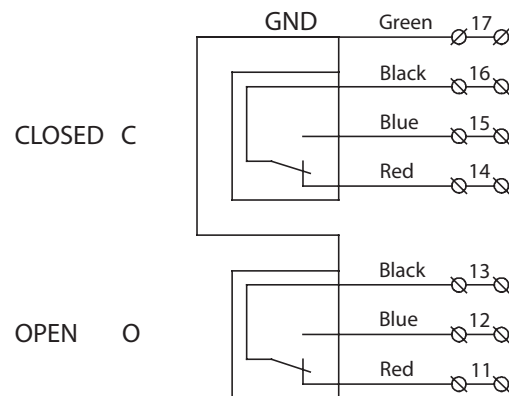 GND Green 17
Black 16
CLOSED C Blue 15
Red 14
Black 13
OPEN O Blue 12
Red 11